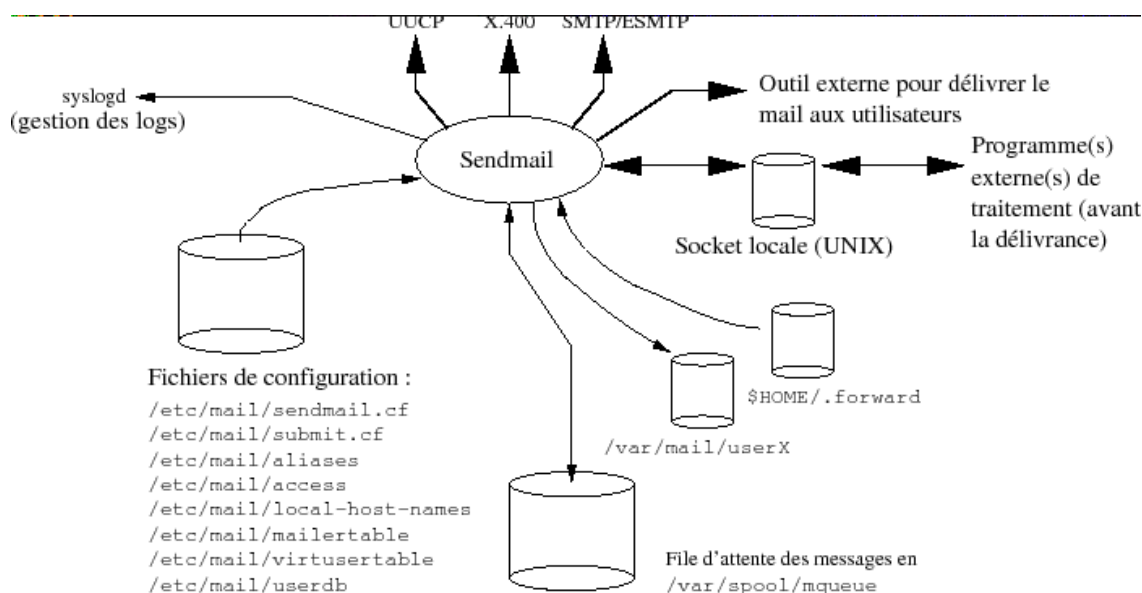 UUCP X.400 SMTP/ESMTP
syslogd
(gestion des logs)
Outil externe pour délivrer le
mail aux utilisateurs
Sendmail
Programme(s)
externe(s) de
traitement (avant
la délivrance)
Socket locale (UNIX)
Fichiers de configuration :
/etc/mail/sendmail.cf
/etc/mail/submit.cf
/etc/mail/aliases
/etc/mail/access
/etc/mail/local-host-names
/etc/mail/mailertable
/etc/mail/virtusertable
/etc/mail/userdb
$HOME/.forward
/var/mail/userX
File d'attente des messages en
/var/spool/mqueue